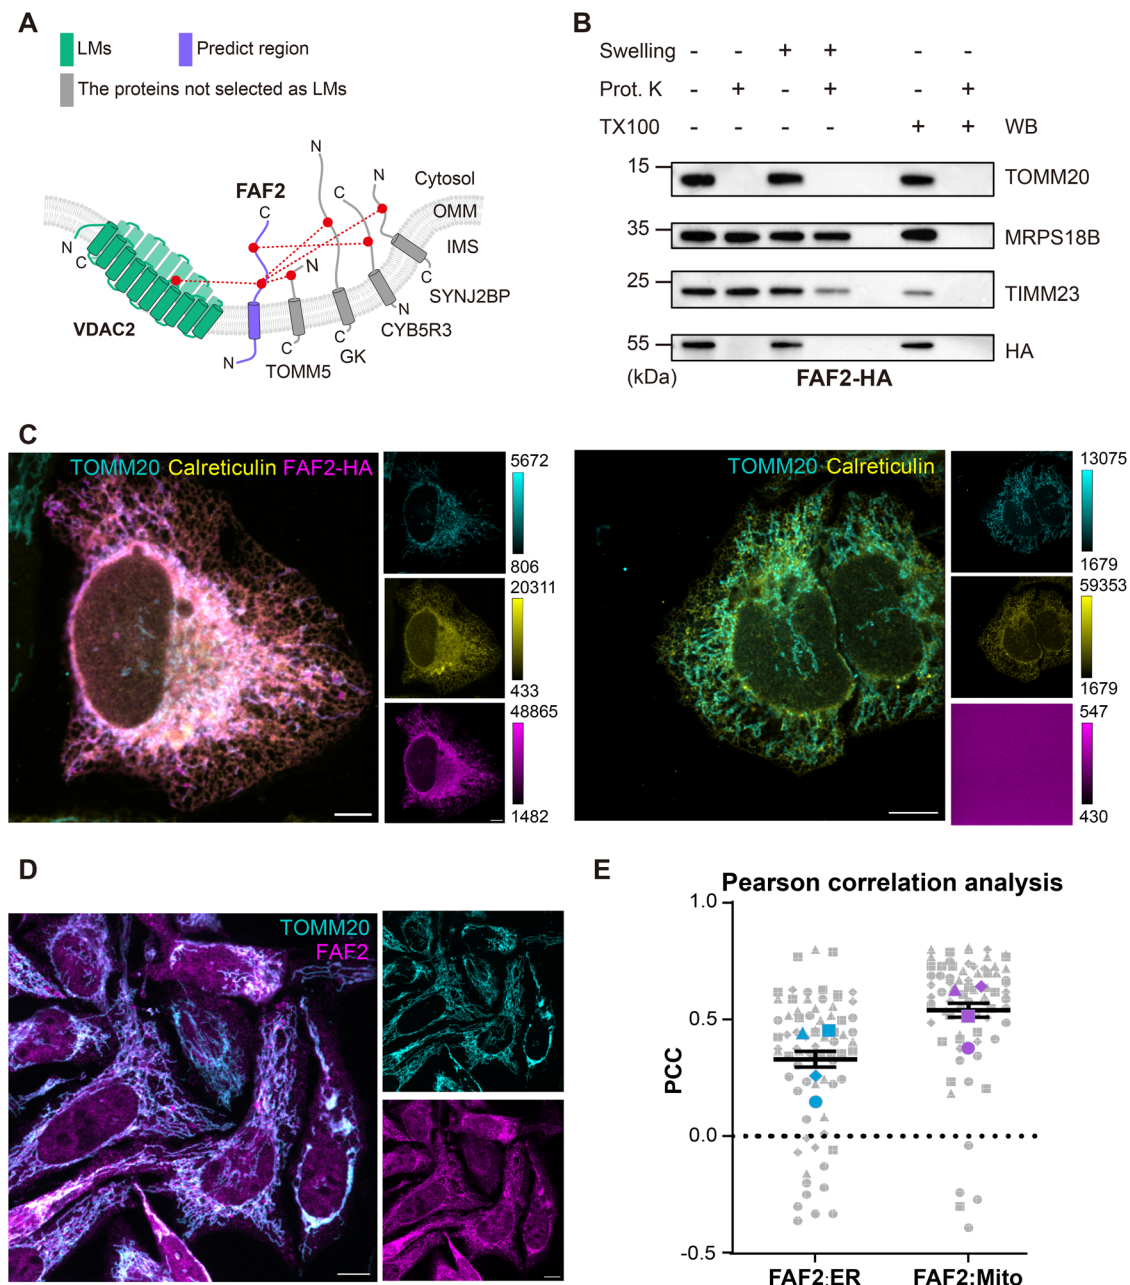 A
LMs
Predict region
The proteins not selected as LMs
N
C
N
FAF2
C
C
N
Cytosol
OMM
IMS
N
C
N
VDAC2
N
C
TOMM5
C
GK
N
CYB5R3
C
SYNJ2BP
B
Swelling - - + + - -
Prot. K - + - + - +
TX100 - - - - + + WB
15 TOMM20
35 MRPS18B
25 TIMM23
55 HA
(kDa) FAF2-HA
C
TOMM20 Calreticulin FAF2-HA
5672
806
20311
433
48865
1482
TOMM20 Calreticulin
13075
1679
59353
1679
547
430
D
TOMM20
FAF2
E
Pearson correlation analysis
1.0
0.5
0.0
-0.5
PCC
FAF2:ER FAF2:Mito